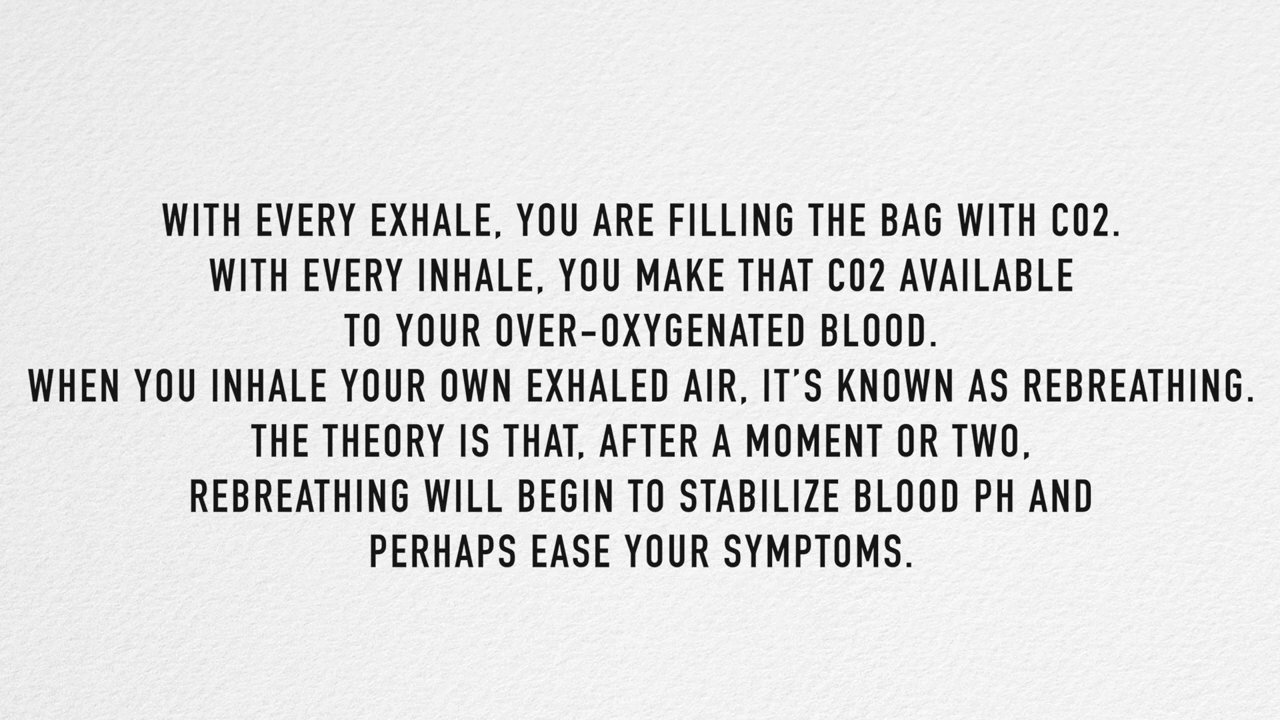 WITH EVERY EXHALE, YOU ARE FILLING THE BAG WITH CO2.
WITH EVERY INHALE, YOU MAKE THAT CO2 AVAILABLE
TO YOUR OVER-OXYGENATED BLOOD.
WHEN YOU INHALE YOUR OWN EXHALED AIR, IT’S KNOWN AS REBREATHING.
THE THEORY IS THAT, AFTER A MOMENT OR TWO,
REBREATHING WILL BEGIN TO STABILIZE BLOOD PH AND
PERHAPS EASE YOUR SYMPTOMS.